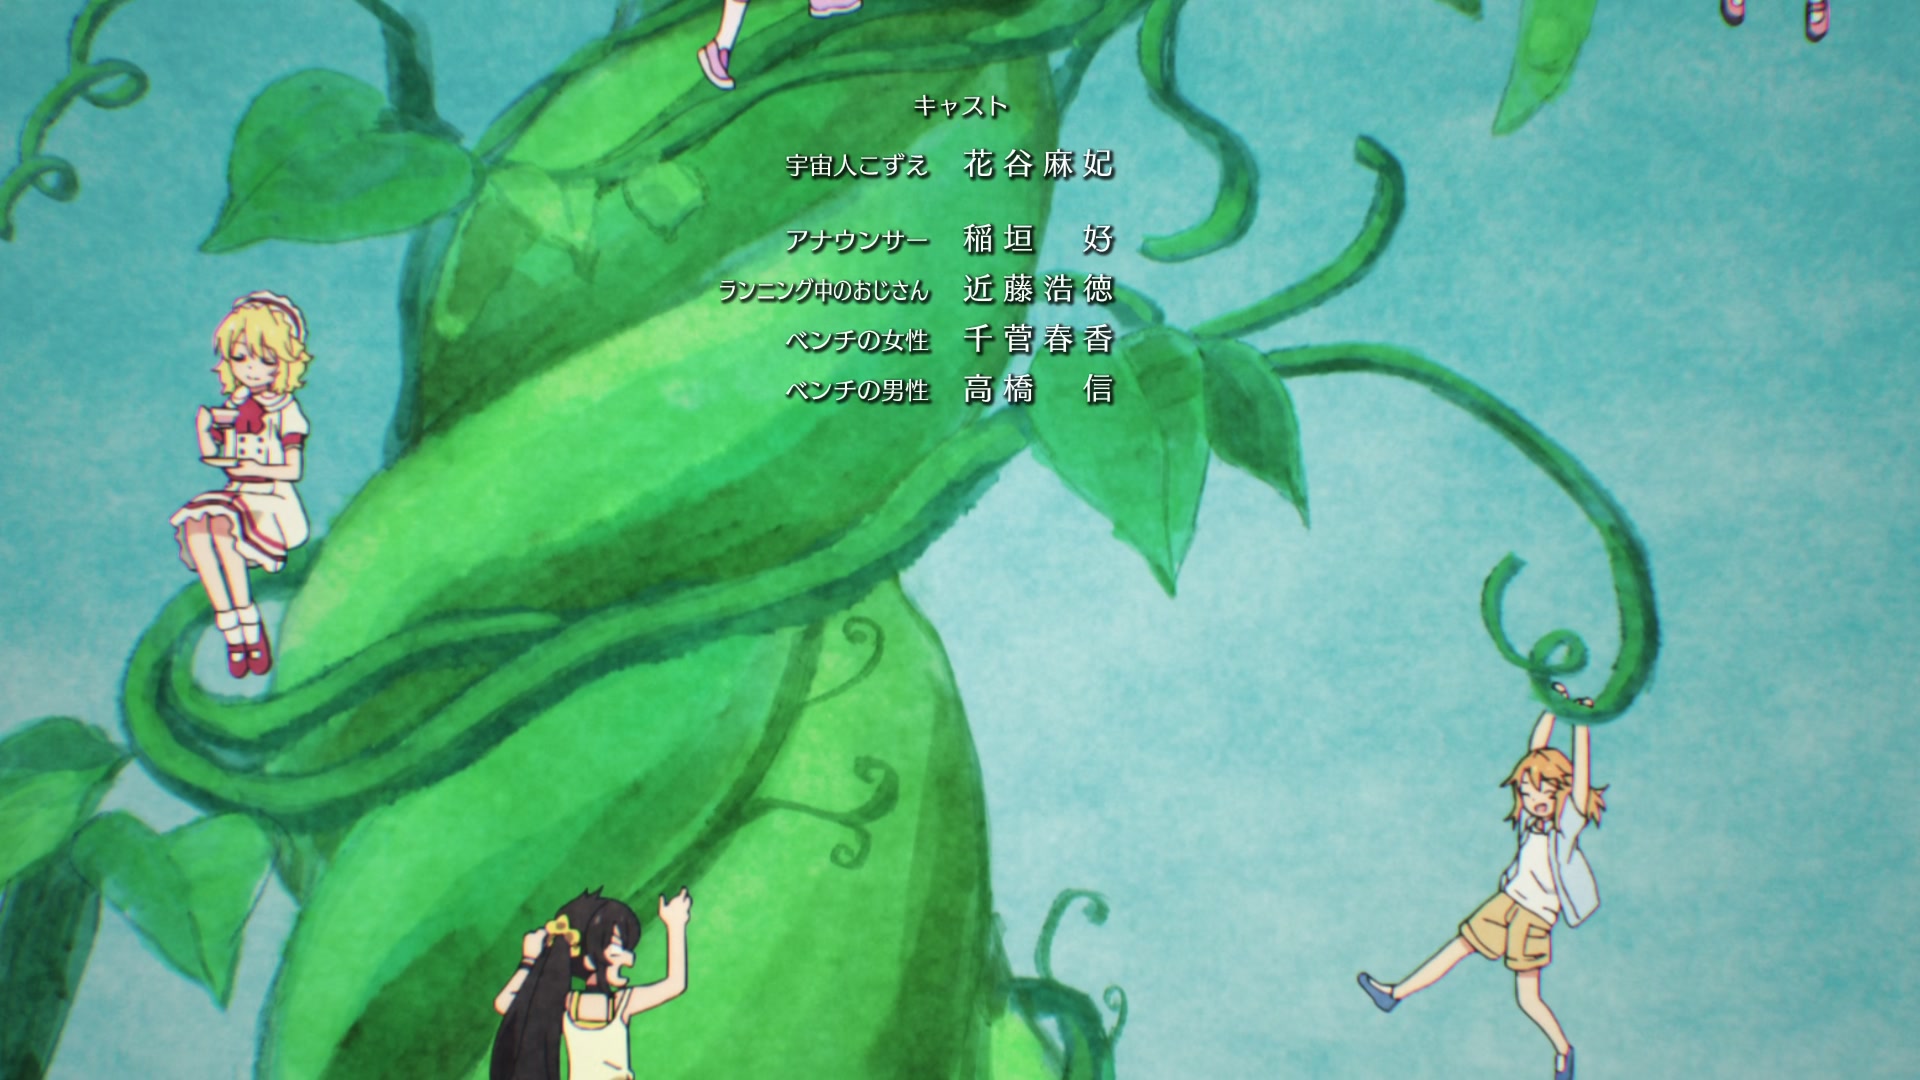 キャスト
宇宙人こずえ 花谷麻妃
アナウンサー 稲垣 好
ランニング中のおじさん 近藤浩徳
ベンチの女性 千菅春香
ベンチの男性 高橋 信